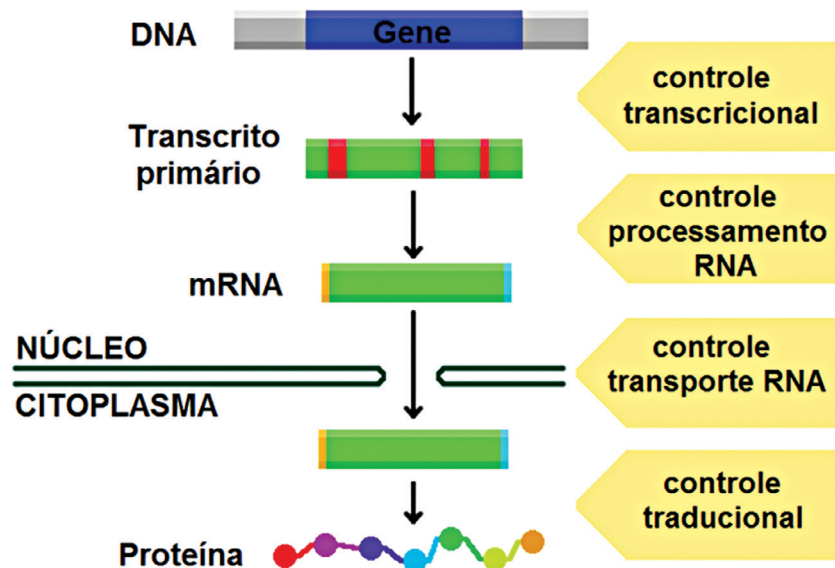 DNA
Gene
controle
transcricional
Transcrito
primário
controle
processamento
RNA
mRNA
NÚCLEO
controle
transporte RNA
CITOPLASMA
controle
traducional
Proteína